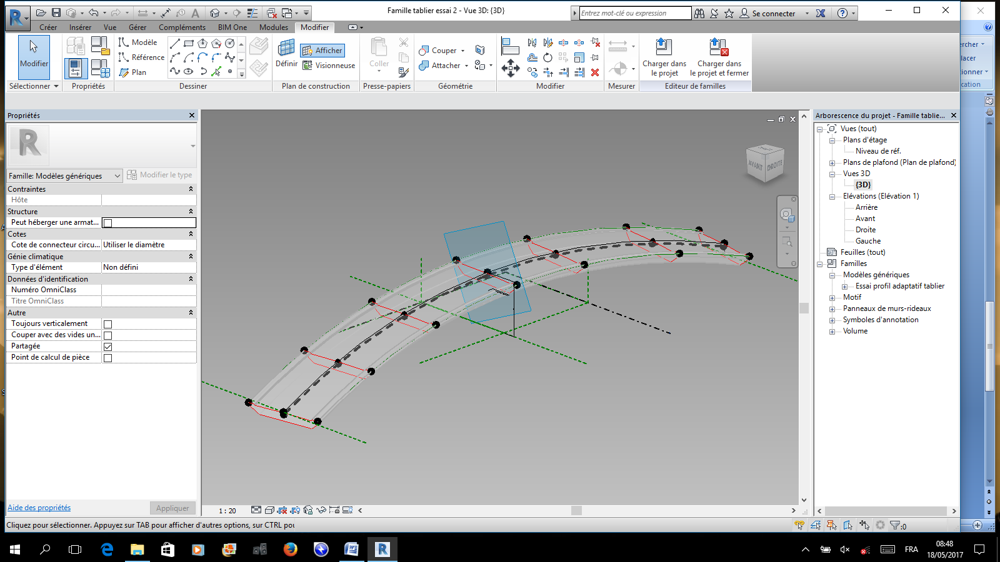 Famille tablier essai 2 - Vue 3D: {3D}
Entrez mot-clé ou expression
Se connecter
Créer
Insérer
Vue
Gérer
Compléments
BIM One
Modules
Modifier
Modifier
Modèle
Référence
Plan
Définir
Afficher
Visionneuse
Coller
Couper
Attacher
Charger dans
le projet
Charger dans
le projet et fermer
Sélectionner
Propriétés
Dessiner
Plan de construction
Presse-papiers
Géométrie
Modifier
Mesurer
Editeur de familles
Propriétés
Famille: Modèles génériques
Modifier le type
Contraintes
Hôte
Structure
Peut héberger une armat...
Cotes
Cote de connecteur circu... Utiliser le diamètre
Génie climatique
Type d'élément Non défini
Données d'identification
Numéro OmniClass
Titre OmniClass
Autre
Toujours verticalement
Couper avec des vides un...
Partagée
Point de calcul de pièce
Aide des propriétés
Appliquer
AVANT
DROITE
1 : 20
Arborescence du projet - Famille tablie...
Vues (tout)
Plans d'étage
Niveau de réf.
Plans de plafond (Plan de plafond)
Vues 3D
{3D}
Elévations (Elévation 1)
Arrière
Avant
Droite
Gauche
Feuilles (tout)
Familles
Modèles génériques
Essai profil adaptatif tablier
Motif
Panneaux de murs-rideaux
Symboles d'annotation
Volume
ercher
lacer
ionner
cation
Cliquez pour sélectionner. Appuyez sur TAB pour afficher d'autres options, sur CTRL pou
:0
FRA
08:48
18/05/2017